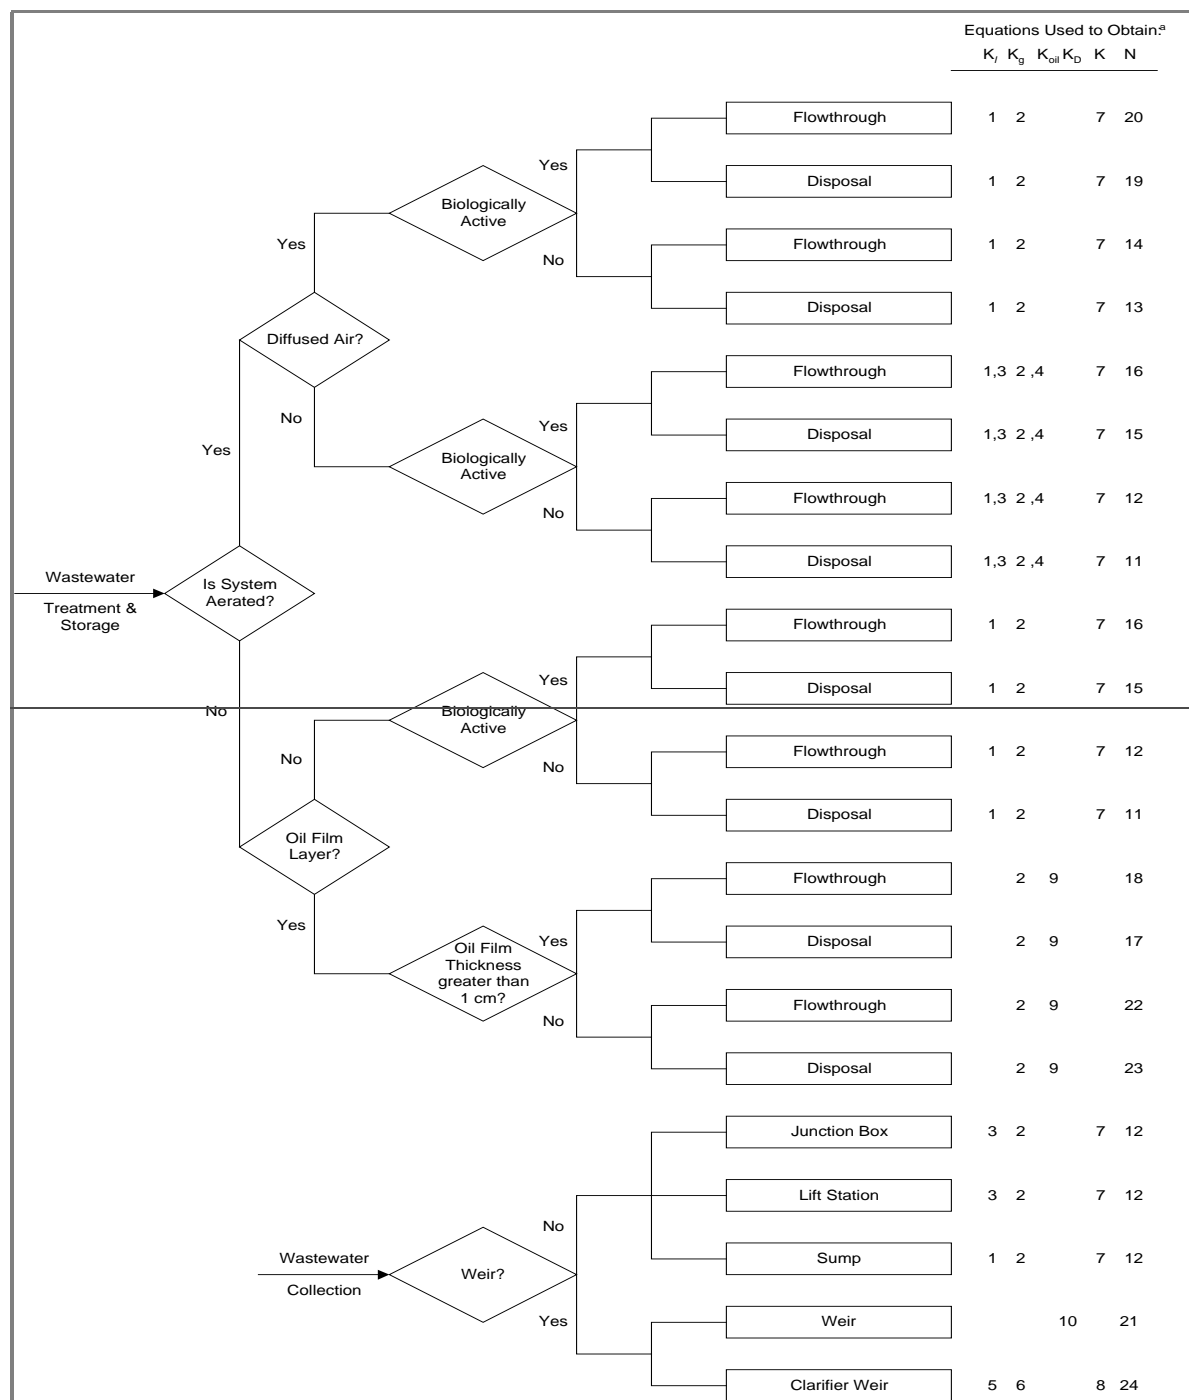 Equations Used to Obtain:a
Kl Kg Koil KD K N
Flowthrough 1 2 7 20
Yes
Disposal 1 2 7 19
Biologically
Active
Yes
Flowthrough 1 2 7 14
No
Disposal 1 2 7 13
Diffused Air?
Flowthrough 1,3 2 ,4 7 16
No
Yes
Disposal 1,3 2 ,4 7 15
Yes
Biologically
Active
Flowthrough 1,3 2 ,4 7 12
No
Disposal 1,3 2 ,4 7 11
Wastewater
Treatment &
Storage
Is System
Aerated?
Flowthrough 1 2 7 16
Yes
Disposal 1 2 7 15
No
Biologically
Active
Flowthrough 1 2 7 12
No
No
Disposal 1 2 7 11
Oil Film
Layer?
Flowthrough 2 9 18
Yes
Yes
Disposal 2 9 17
Oil Film
Thickness
greater than
1 cm?
Flowthrough 2 9 22
No
Disposal 2 9 23
Junction Box 3 2 7 12
Lift Station 3 2 7 12
No
Wastewater
Collection
Weir?
Sump 1 2 7 12
Yes
Weir 10 21
Clarifier Weir 5 6 8 24